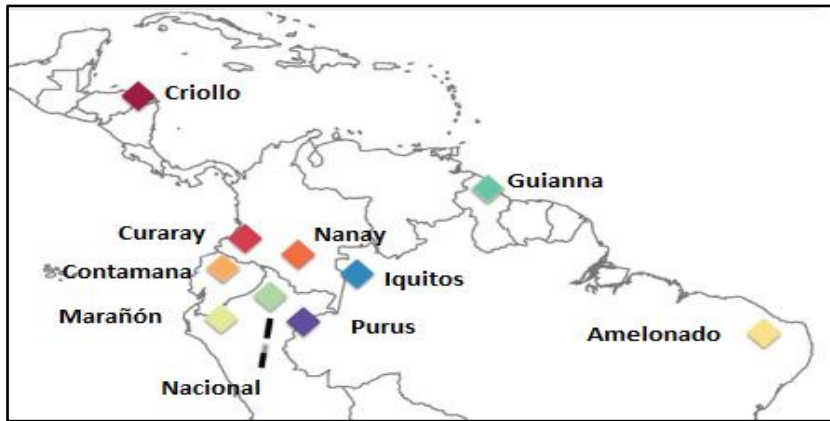 Criollo
Guianna
Curaray
Nanay
Contamana
Iquitos
Marañón
Purus
Amelonado
Nacional